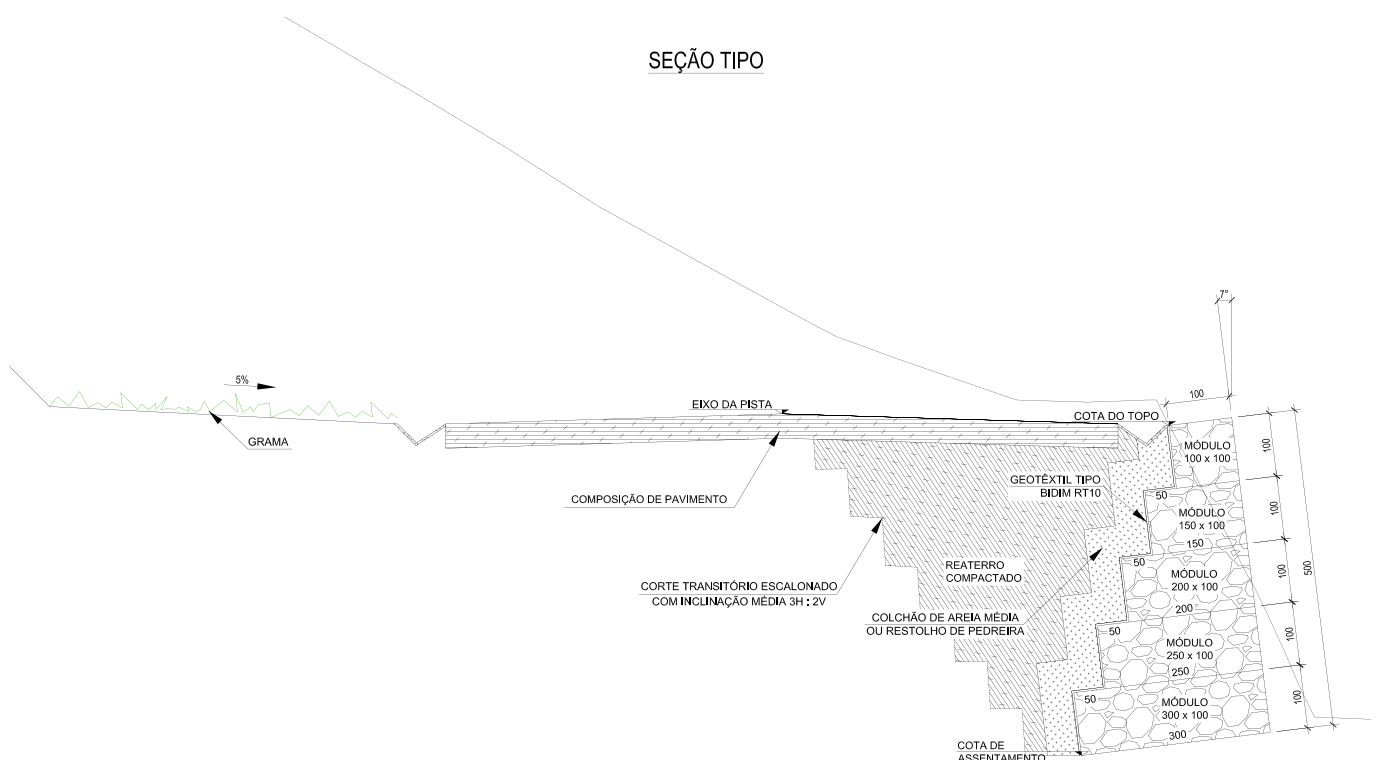 SEÇÃO TIPO
7°
100
5%
EIXO DA PISTA
COTA DO TOPO
GRAMA
MÓDULO
100 x 100
100
GEOTÊXTIL TIPO
BIDIM RT10
COMPOSIÇÃO DE PAVIMENTO
50
MÓDULO
150 x 100
100
150
50
REATERRO
COMPACTADO
MÓDULO
200 x 100
100
500
CORTE TRANSITÓRIO ESCALONADO
COM INCLINAÇÃO MÉDIA 3H : 2V
COLCHÃO DE AREIA MÉDIA
OU RESTOLHO DE PEDREIRA
200
50
MÓDULO
250 x 100
100
250
50
MÓDULO
300 x 100
100
300
COTA DE
ASSENTAMENTO